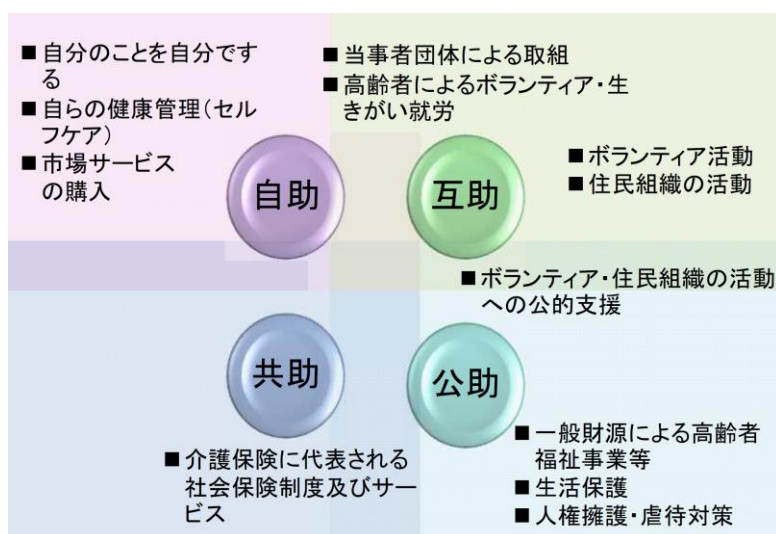 ■ 自分のことを自分です
る
■ 自らの健康管理(セル
フケア)
■ 市場サービス
の購入
自助
■ 当事者団体による取組
■ 高齢者によるボランティア・生
きがい就労
■ ボランティア活動
■ 住民組織の活動
互助
■ ボランティア・住民組織の活動
への公的支援
共助
■ 介護保険に代表される
社会保険制度及びサー
ビス
公助
■ 一般財源による高齢者
福祉事業等
■ 生活保護
■ 人権擁護・虐待対策